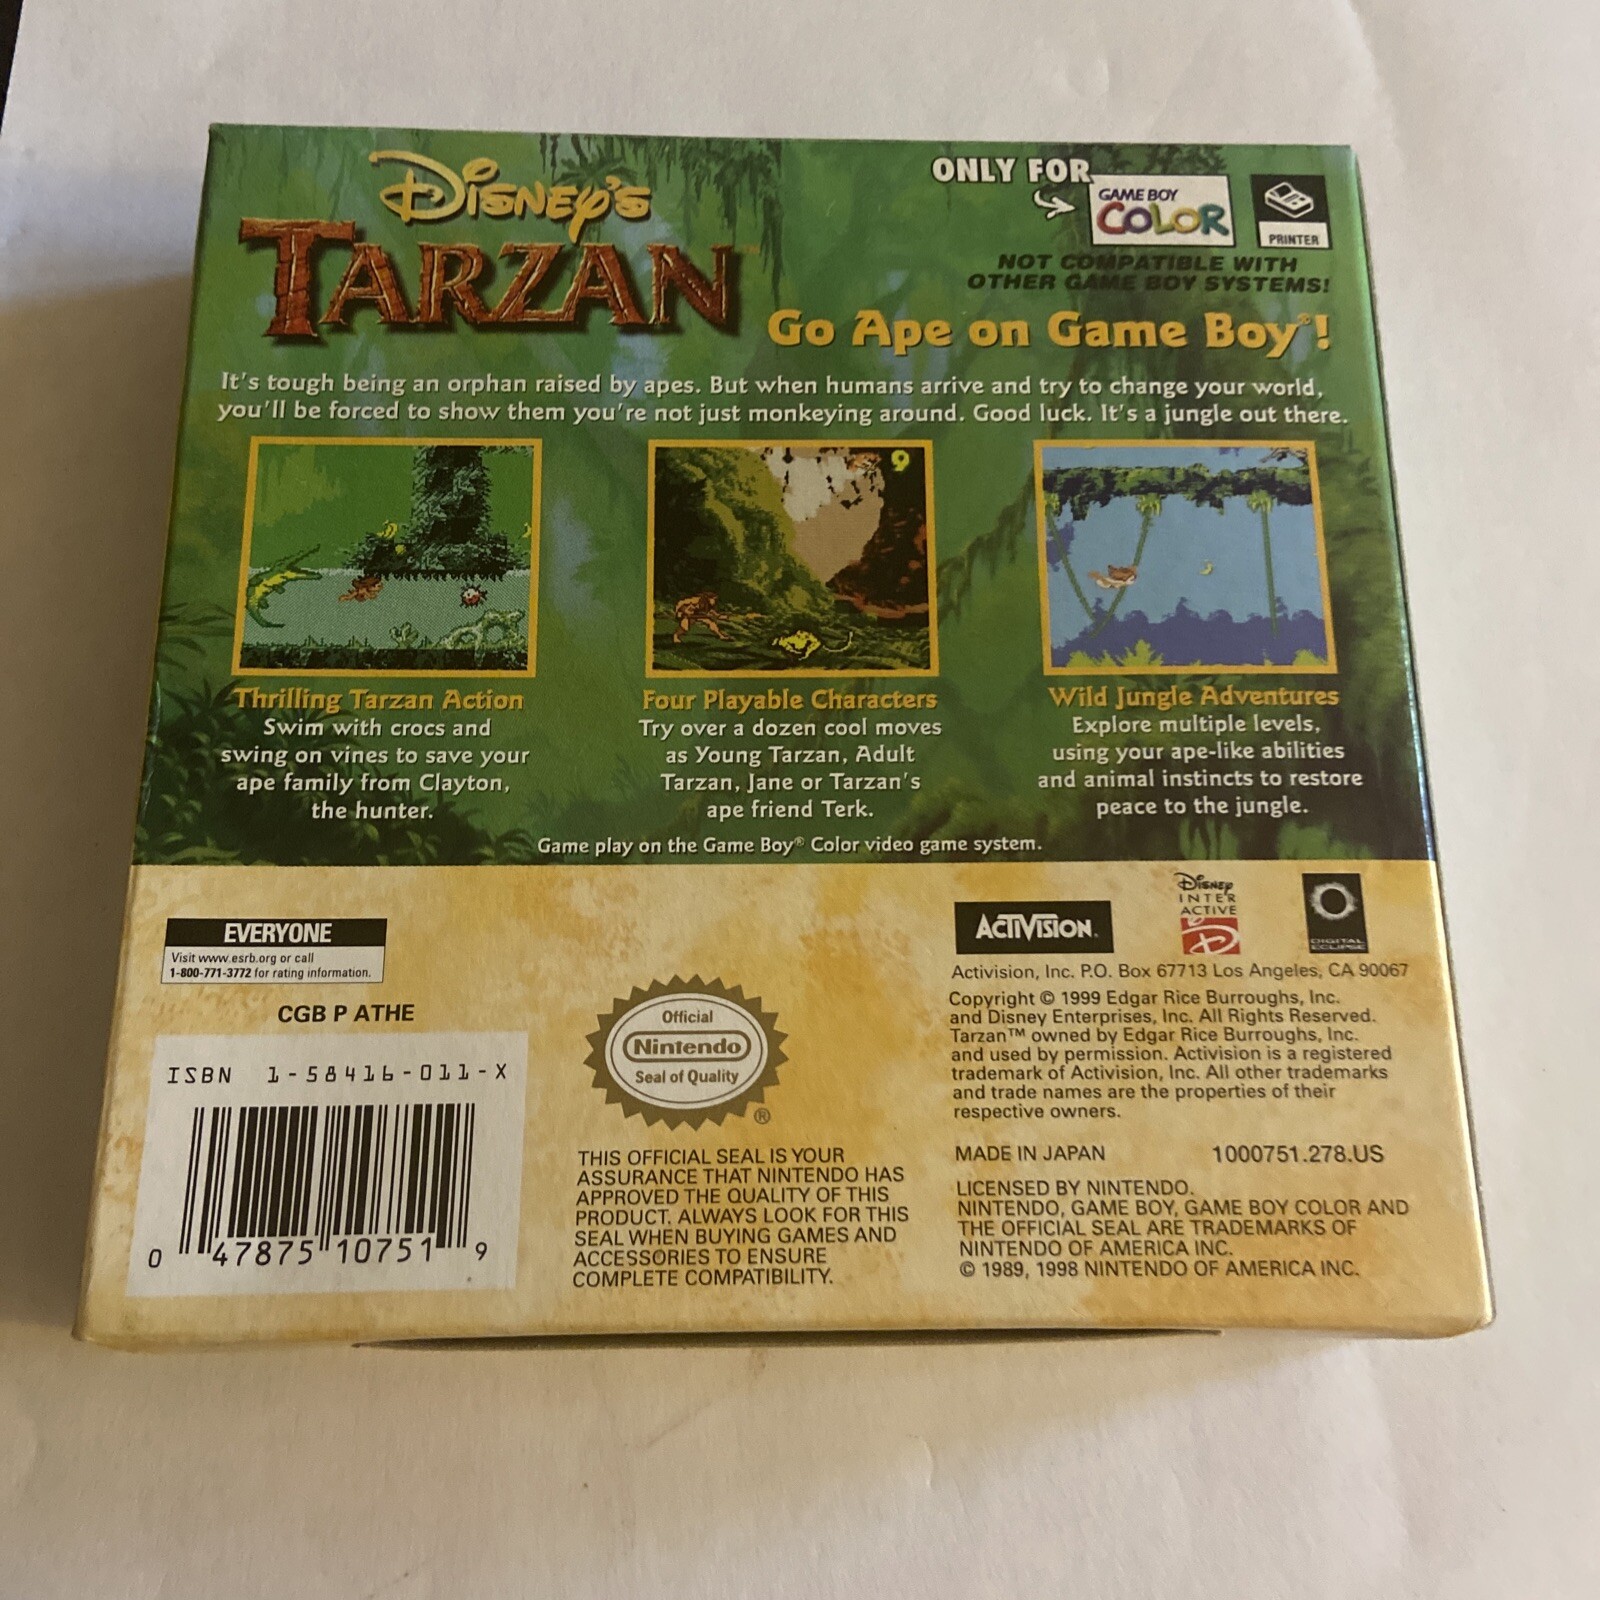 Disney's
TARZAN™
ONLY FOR
GAME BOY
COLOR
PRINTER
NOT COMPATIBLE WITH
OTHER GAME BOY SYSTEMS!
Go Ape on Game Boy®!
It's tough being an orphan raised by apes. But when humans arrive and try to change your world,
you'll be forced to show them you're not just monkeying around. Good luck. It's a jungle out there.
9
Thrilling Tarzan Action
Swim with crocs and
swing on vines to save your
ape family from Clayton,
the hunter.
Four Playable Characters
Try over a dozen cool moves
as Young Tarzan, Adult
Tarzan, Jane or Tarzan's
ape friend Terk.
Wild Jungle Adventures
Explore multiple levels,
using your ape-like abilities
and animal instincts to restore
peace to the jungle.
Game play on the Game Boy® Color video game system.
EVERYONE
Visit www.esrb.org or call
1-800-771-3772 for rating information.
CGB P ATHE
ISBN 1-58416-011-X
0 47875 10751 9
Official
Nintendo
Seal of Quality
®
THIS OFFICIAL SEAL IS YOUR
ASSURANCE THAT NINTENDO HAS
APPROVED THE QUALITY OF THIS
PRODUCT. ALWAYS LOOK FOR THIS
SEAL WHEN BUYING GAMES AND
ACCESSORIES TO ENSURE
COMPLETE COMPATIBILITY.
ACTIVISION.
Disney
INTER
ACTIVE
D
DIGITAL
ECLIPSE
Activision, Inc. P.O. Box 67713 Los Angeles, CA 90067
Copyright © 1999 Edgar Rice Burroughs, Inc.
and Disney Enterprises, Inc. All Rights Reserved.
Tarzan™ owned by Edgar Rice Burroughs, Inc.
and used by permission. Activision is a registered
trademark of Activision, Inc. All other trademarks
and trade names are the properties of their
respective owners.
MADE IN JAPAN 1000751.278.US
LICENSED BY NINTENDO.
NINTENDO, GAME BOY, GAME BOY COLOR AND
THE OFFICIAL SEAL ARE TRADEMARKS OF
NINTENDO OF AMERICA INC.
© 1989, 1998 NINTENDO OF AMERICA INC.